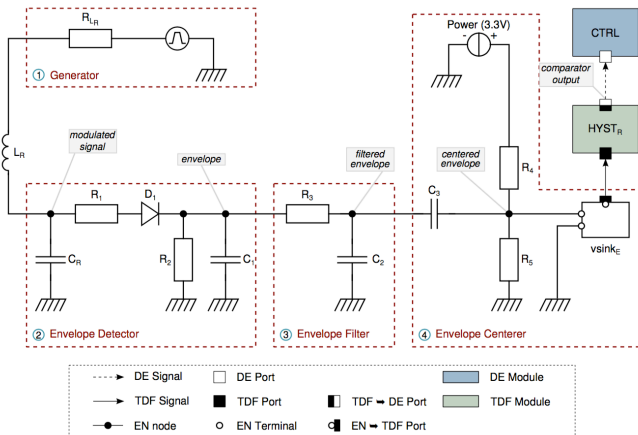 R_LR
① Generator
Power (3.3V)
- +
CTRL
comparator
output
HYST_R
L_R
modulated
signal
envelope
filtered
envelope
centered
envelope
R_4
R_1
D_1
R_3
C_3
vsink_E
C_R
R_2
C_1
C_2
R_5
② Envelope Detector
③ Envelope Filter
④ Envelope Centerer
DE Signal
DE Port
DE Module
TDF Signal
TDF Port
TDF ➡ DE Port
TDF Module
EN node
EN Terminal
EN ➡ TDF Port